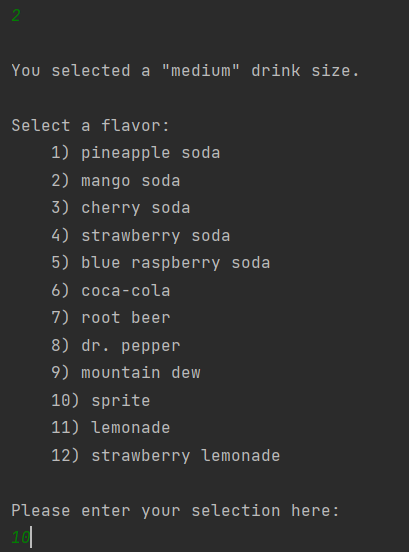 2
You selected a "medium" drink size.
Select a flavor:
1) pineapple soda
2) mango soda
3) cherry soda
4) strawberry soda
5) blue raspberry soda
6) coca-cola
7) root beer
8) dr. pepper
9) mountain dew
10) sprite
11) lemonade
12) strawberry lemonade
Please enter your selection here:
10